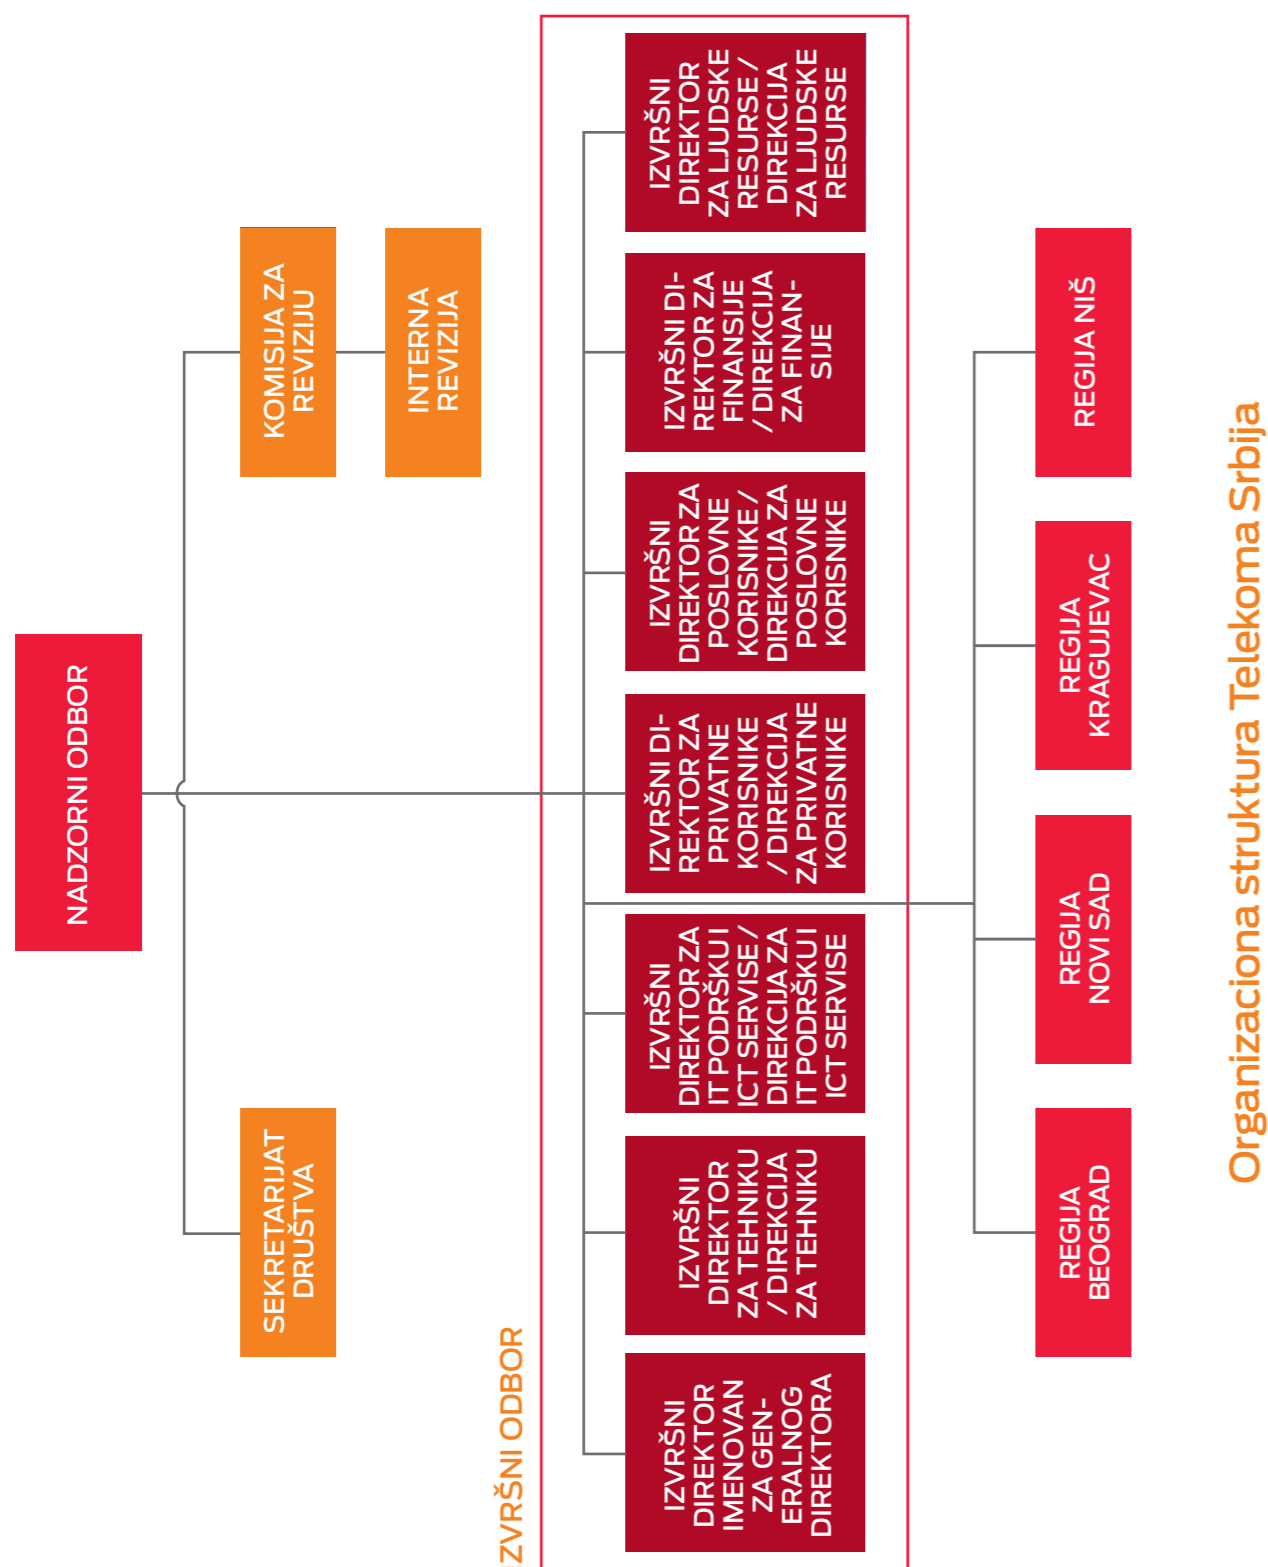 NADZORNI ODBOR
SEKRETARIJAT
DRUŠTVA
KOMISIJA ZA
REVIZIJU
INTERNA
REVIZIJA
IZVRŠNI ODBOR
IZVRŠNI
DIREKTOR
IMENOVAN
ZA GEN-
ERALNOG
DIREKTORA
IZVRŠNI
DIREKTOR
ZA TEHNIKU
/ DIREKCIJA
ZA TEHNIKU
IZVRŠNI
DIREKTOR ZA
IT PODRŠKU I
ICT SERVISE /
DIREKCIJA ZA
IT PODRŠKU I
ICT SERVISE
IZVRŠNI DI-
REKTOR ZA
PRIVATNE
KORISNIKE
/ DIREKCIJA
ZA PRIVATNE
KORISNIKE
IZVRŠNI
DIREKTOR ZA
POSLOVNE
KORISNIKE /
DIREKCIJA ZA
POSLOVNE
KORISNIKE
IZVRŠNI DI-
REKTOR ZA
FINANSIJE
/ DIREKCIJA
ZA FINAN-
SIJE
IZVRŠNI
DIREKTOR
ZA LJUDSKE
RESURSE /
DIREKCIJA
ZA LJUDSKE
RESURSE
REGIJA
BEOGRAD
REGIJA
NOVI SAD
REGIJA
KRAGUJEVAC
REGIJA NIŠ
Organizaciona struktura Telekoma Srbija